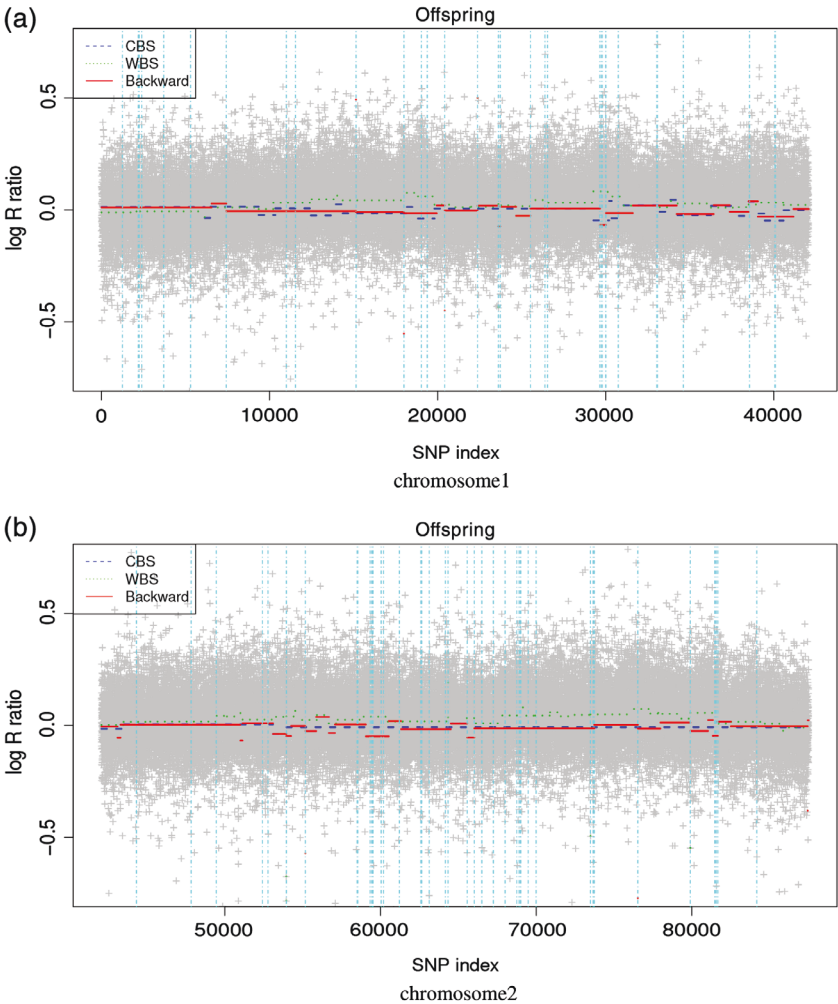 (a)
Offspring
CBS
WBS
Backward
0.5
0.0
−0.5
log R ratio
0 10000 20000 30000 40000
SNP index
chromosome1
(b)
Offspring
CBS
WBS
Backward
0.5
0.0
−0.5
log R ratio
50000 60000 70000 80000
SNP index
chromosome2